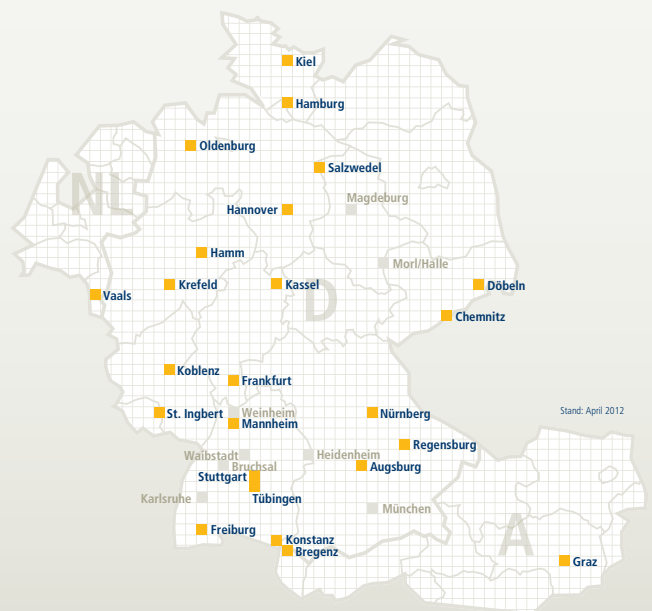 Kiel
Hamburg
Oldenburg
Salzwedel
NL
Magdeburg
Hannover
Hamm
Morl/Halle
Krefeld
Kassel
D
Döbeln
Vaals
Chemnitz
Koblenz
Frankfurt
St. Ingbert
Weinheim
Nürnberg
Stand: April 2012
Mannheim
Regensburg
Waibstadt
Heidenheim
Bruchsal
Augsburg
Stuttgart
Karlsruhe
Tübingen
München
Freiburg
A
Konstanz
Bregenz
Graz